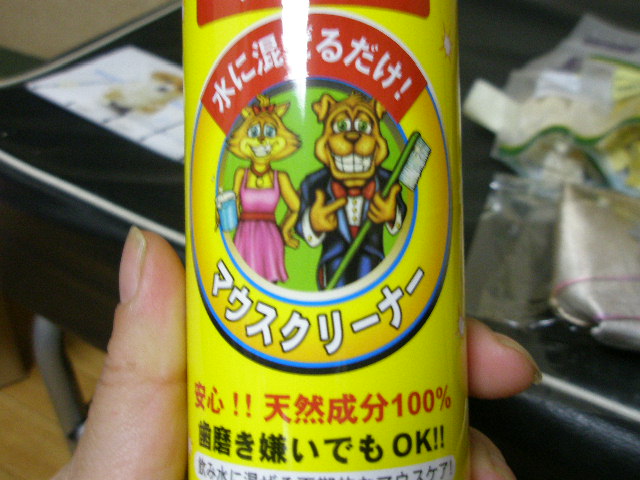 水に混ぜるだけ!
マウスクリーナー
安心!!天然成分100%
歯磨き嫌いでもOK!!
飲み水に混ぜる
マウスケア!